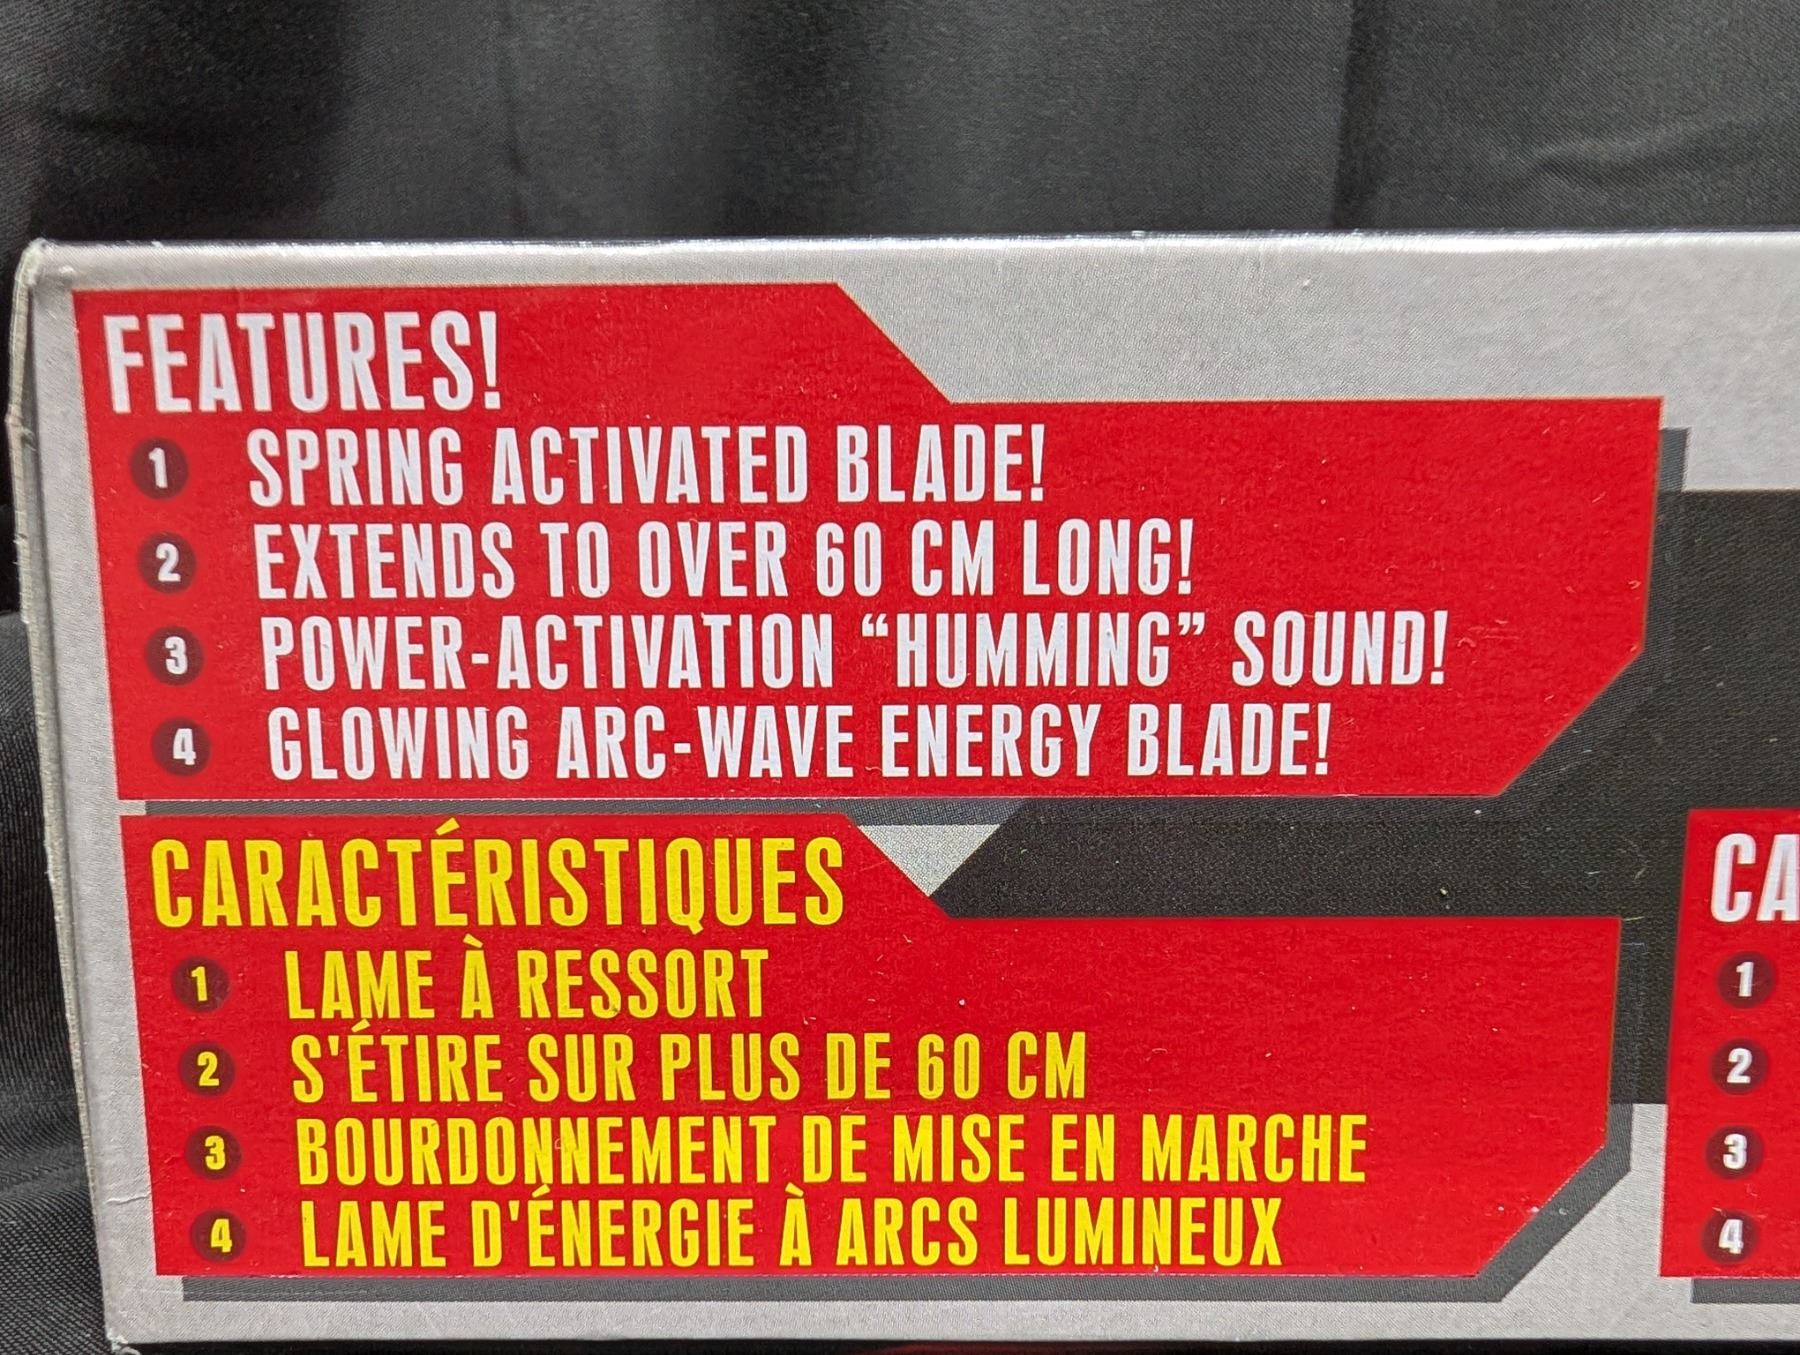 FEATURES!
1 SPRING ACTIVATED BLADE!
2 EXTENDS TO OVER 60 CM LONG!
3 POWER-ACTIVATION “HUMMING” SOUND!
4 GLOWING ARC-WAVE ENERGY BLADE!
CARACTÉRISTIQUES
1 LAME À RESSORT
2 S'ÉTIRE SUR PLUS DE 60 CM
3 BOURDONNEMENT DE MISE EN MARCHE
4 LAME D'ÉNERGIE À ARCS LUMINEUX
CA
1
2
3
4